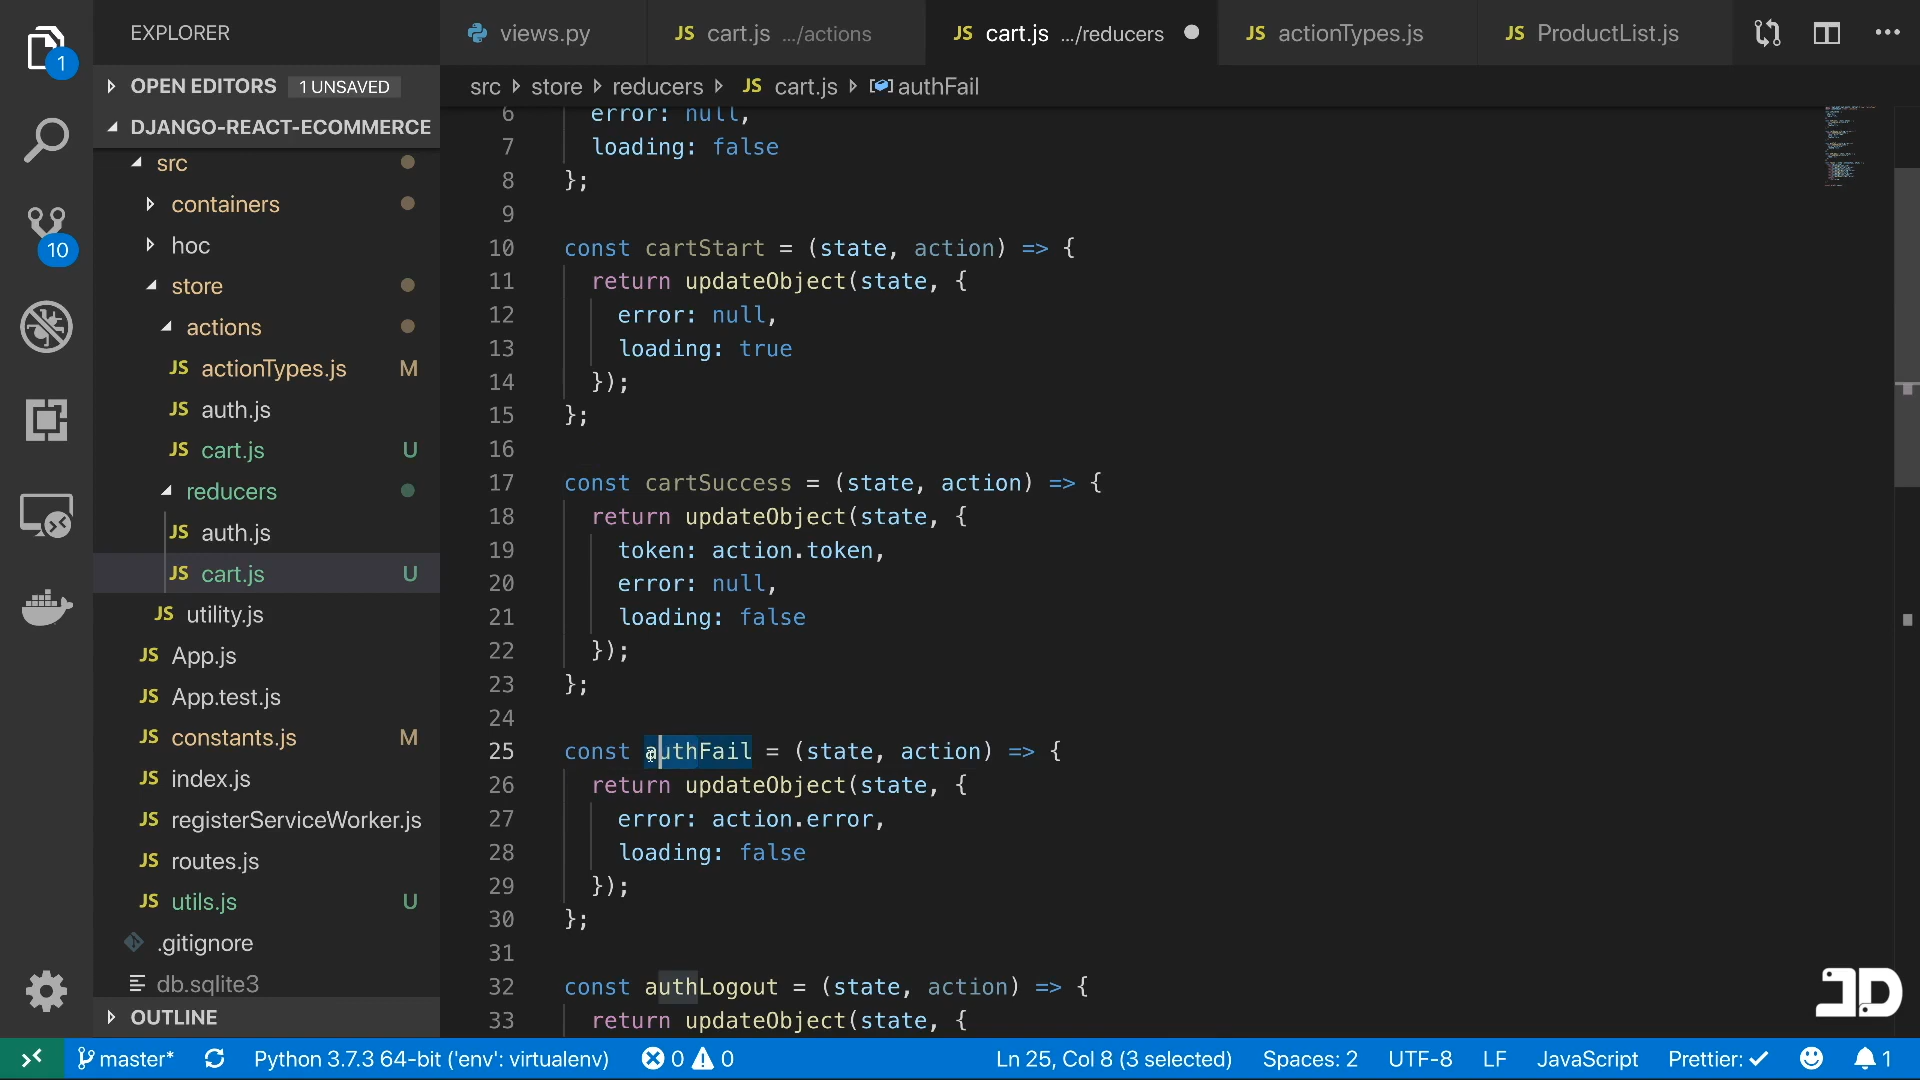 EXPLORER
OPEN EDITORS 1 UNSAVED
DJANGO-REACT-ECOMMERCE
src
containers
hoc
store
actions
JS actionTypes.js M
JS auth.js
JS cart.js U
reducers
JS auth.js
JS cart.js U
JS utility.js
JS App.js
JS App.test.js
JS constants.js M
JS index.js
JS registerServiceWorker.js
JS routes.js
JS utils.js U
.gitignore
db.sqlite3
OUTLINE
1
10
views.py
JS cart.js .../actions
JS cart.js .../reducers
JS actionTypes.js
JS ProductList.js
src store reducers JS cart.js authFail
6 error: null,
7 loading: false
8 };
9
10 const cartStart = (state, action) => {
11 return updateObject(state, {
12 error: null,
13 loading: true
14 });
15 };
16
17 const cartSuccess = (state, action) => {
18 return updateObject(state, {
19 token: action.token,
20 error: null,
21 loading: false
22 });
23 };
24
25 const authFail = (state, action) => {
26 return updateObject(state, {
27 error: action.error,
28 loading: false
29 });
30 };
31
32 const authLogout = (state, action) => {
33 return updateObject(state, {
JD
master* Python 3.7.3 64-bit ('env': virtualenv) 0 0 Ln 25, Col 8 (3 selected) Spaces: 2 UTF-8 LF JavaScript Prettier: ✓ 1